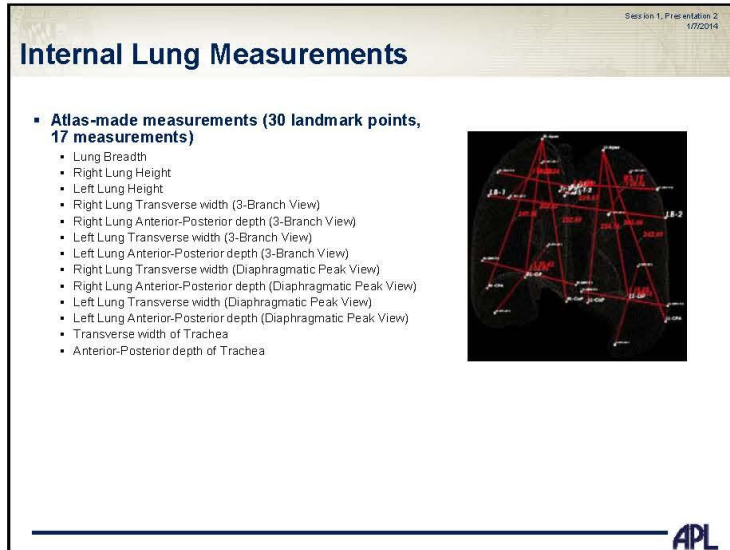 Session 1, Presentation 2
1/7/2014
Internal Lung Measurements
▪ Atlas-made measurements (30 landmark points,
17 measurements)
▪ Lung Breadth
▪ Right Lung Height
▪ Left Lung Height
▪ Right Lung Transverse width (3-Branch View)
▪ Right Lung Anterior-Posterior depth (3-Branch View)
▪ Left Lung Transverse width (3-Branch View)
▪ Left Lung Anterior-Posterior depth (3-Branch View)
▪ Right Lung Transverse width (Diaphragmatic Peak View)
▪ Right Lung Anterior-Posterior depth (Diaphragmatic Peak View)
▪ Left Lung Transverse width (Diaphragmatic Peak View)
▪ Left Lung Anterior-Posterior depth (Diaphragmatic Peak View)
▪ Transverse width of Trachea
▪ Anterior-Posterior depth of Trachea
LB-1
LB-2
APL